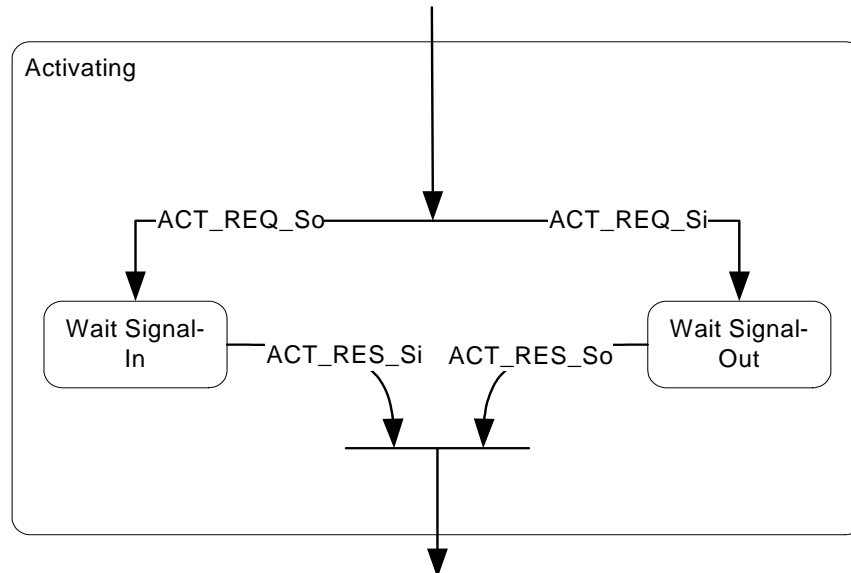 Activating
ACT_REQ_So
ACT_REQ_Si
Wait Signal-
In
Wait Signal-
Out
ACT_RES_Si
ACT_RES_So